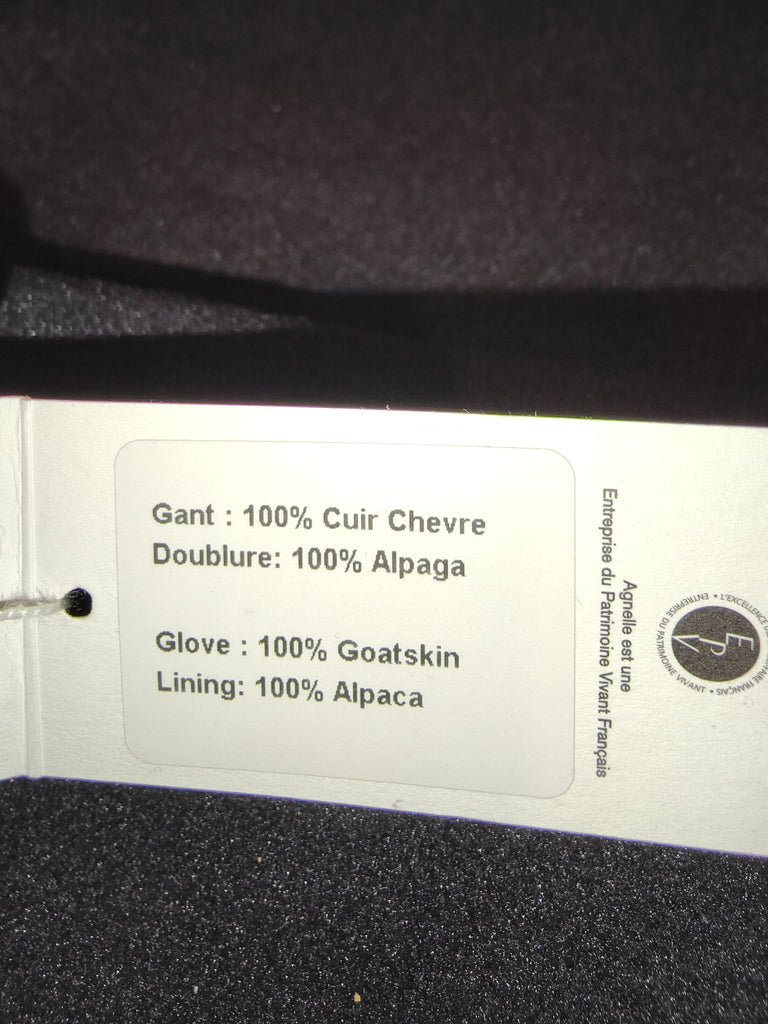 Gant : 100% Cuir Chevre
Doublure: 100% Alpaga
Glove : 100% Goatskin
Lining: 100% Alpaca
Agnelle est une
Entreprise du Patrimoine Vivant Français
EPV
ENTREPRISE DU PATRIMOINE VIVANT • L'EXCELLENCE FRANÇAIS •